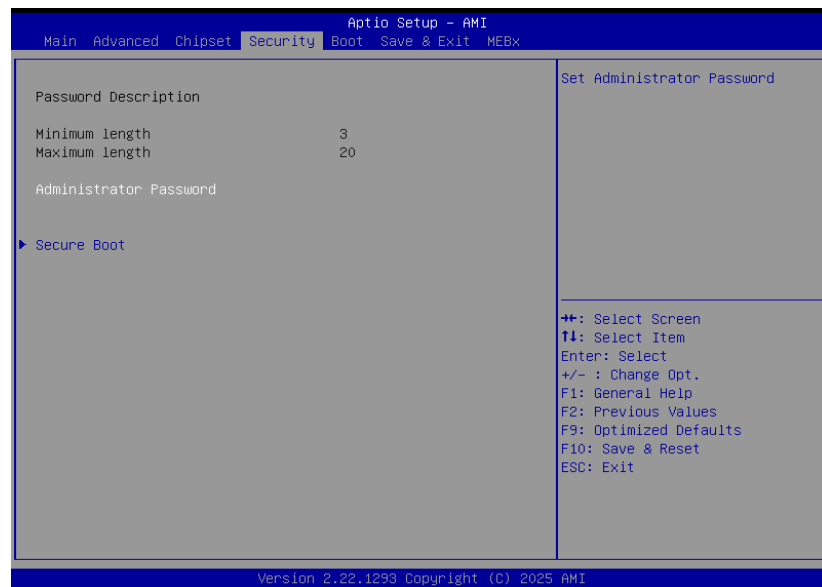 Aptio Setup – AMI
Main Advanced Chipset Security Boot Save & Exit MEBx
Password Description
Minimum length 3
Maximum length 20
Administrator Password
Secure Boot
Set Administrator Password
→←: Select Screen
↑↓: Select Item
Enter: Select
+/- : Change Opt.
F1: General Help
F2: Previous Values
F9: Optimized Defaults
F10: Save & Reset
ESC: Exit
Version 2.22.1293 Copyright (C) 2025 AMI